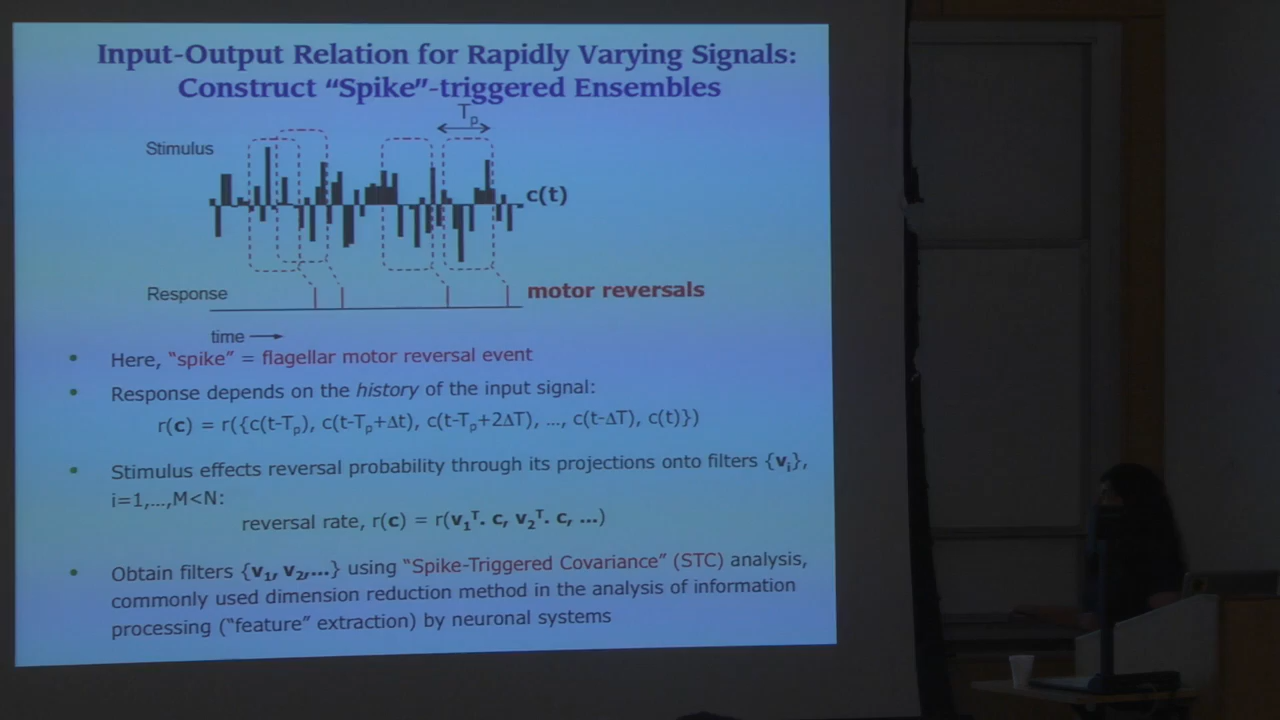 Input-Output Relation for Rapidly Varying Signals:
Construct “Spike”-triggered Ensembles
Tp
Stimulus
c(t)
Response
motor reversals
time
• Here, “spike” = flagellar motor reversal event
• Response depends on the history of the input signal:
r(c) = r({c(t-Tp), c(t-Tp+Δt), c(t-Tp+2ΔT), ..., c(t-ΔT), c(t)})
• Stimulus effects reversal probability through its projections onto filters {vi},
i=1,...,M<N:
reversal rate, r(c) = r(v1T. c, v2T. c, ...)
• Obtain filters {v1, v2,...} using “Spike-Triggered Covariance” (STC) analysis,
commonly used dimension reduction method in the analysis of information
processing (“feature” extraction) by neuronal systems